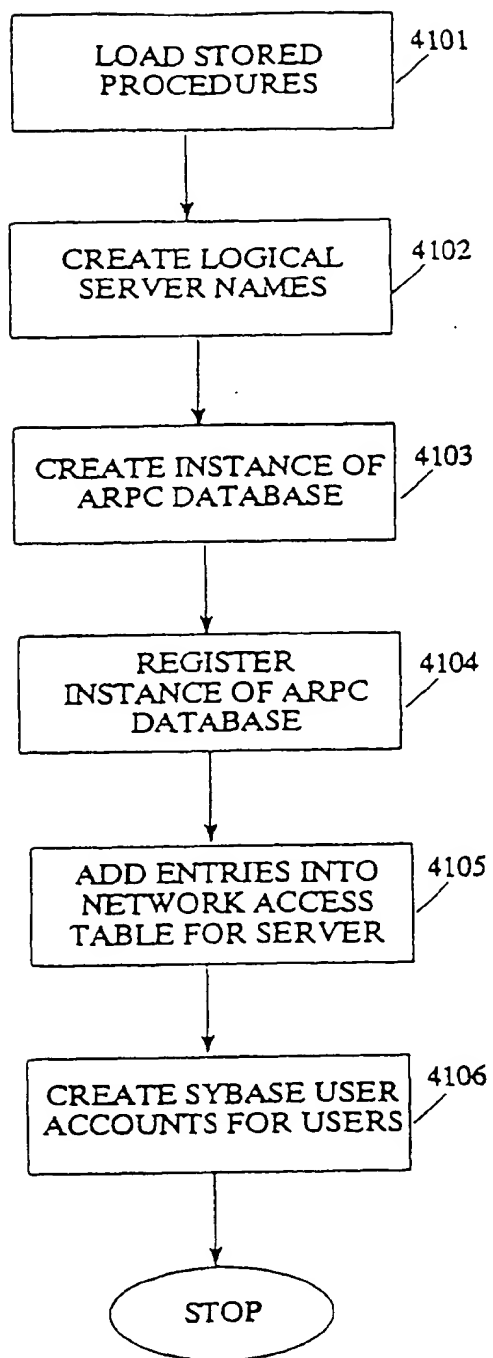 LOAD STORED
PROCEDURES
4101
CREATE LOGICAL
SERVER NAMES
4102
CREATE INSTANCE OF
ARPC DATABASE
4103
REGISTER
INSTANCE OF ARPC
DATABASE
4104
ADD ENTRIES INTO
NETWORK ACCESS
TABLE FOR SERVER
4105
CREATE SYBASE USER
ACCOUNTS FOR USERS
4106
STOP